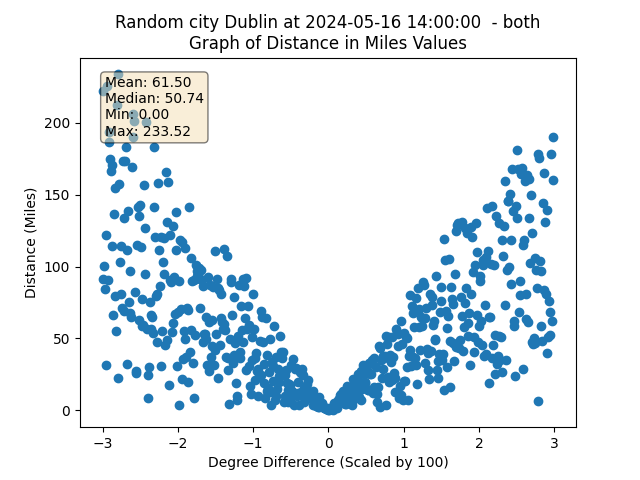 Random city Dublin at 2024-05-16 14:00:00  - both
Graph of Distance in Miles Values
Mean: 61.50
Median: 50.74
Min: 0.00
Max: 233.52
200
150
100
50
0
Distance (Miles)
−3
−2
−1
0
1
2
3
Degree Difference (Scaled by 100)